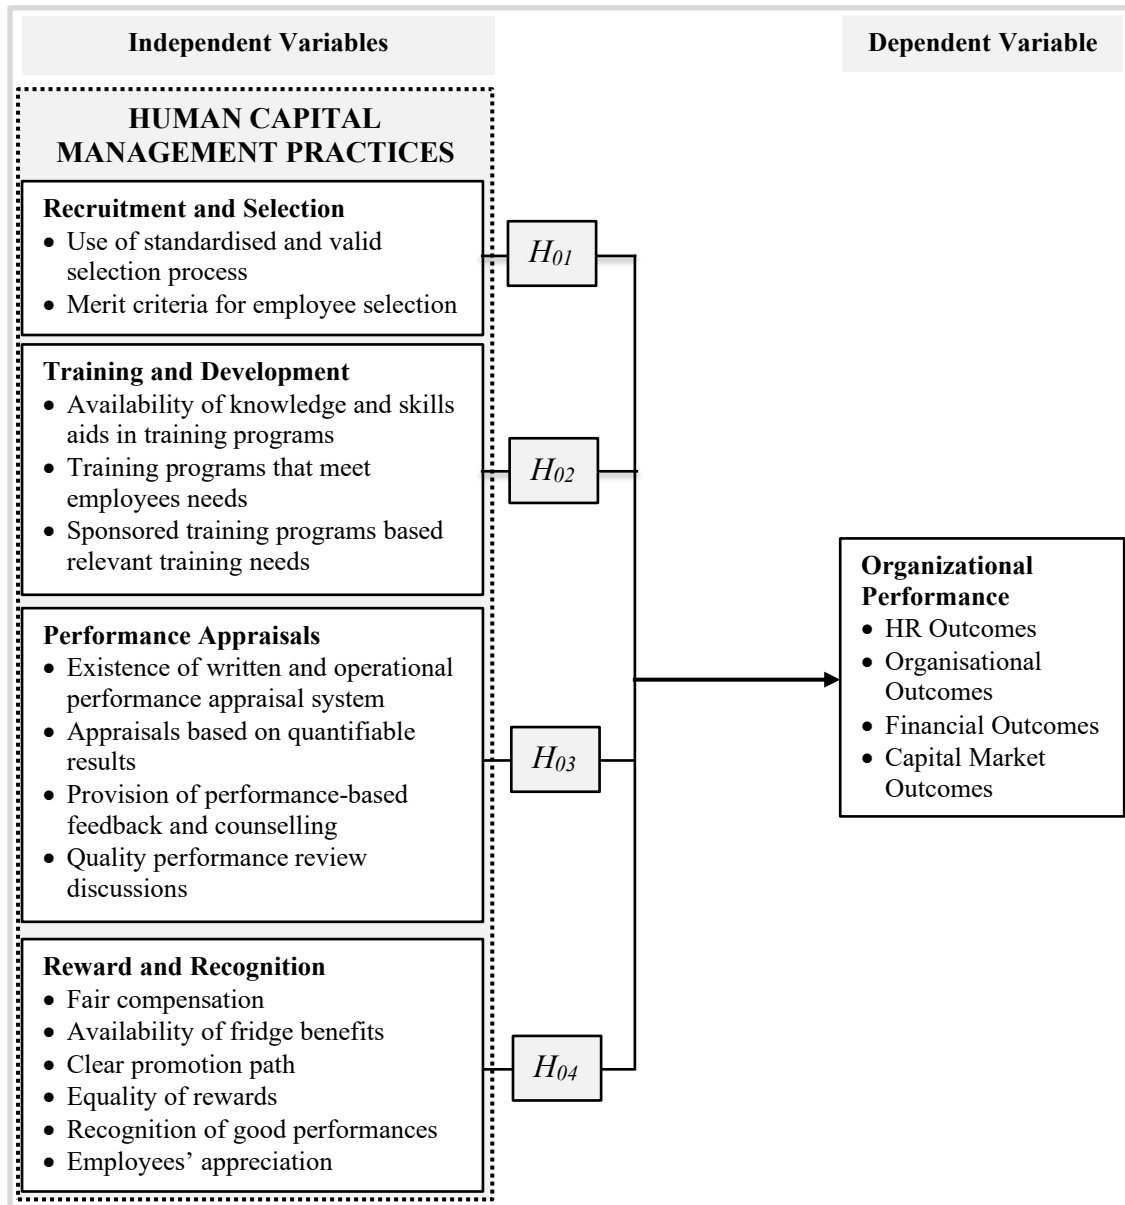 Independent Variables
Dependent Variable
HUMAN CAPITAL
MANAGEMENT PRACTICES
Recruitment and Selection
• Use of standardised and valid
selection process
• Merit criteria for employee selection
H01
Training and Development
• Availability of knowledge and skills
aids in training programs
• Training programs that meet
employees needs
• Sponsored training programs based
relevant training needs
H02
Performance Appraisals
• Existence of written and operational
performance appraisal system
• Appraisals based on quantifiable
results
• Provision of performance-based
feedback and counselling
• Quality performance review
discussions
H03
Reward and Recognition
• Fair compensation
• Availability of fridge benefits
• Clear promotion path
• Equality of rewards
• Recognition of good performances
• Employees’ appreciation
H04
Organizational
Performance
• HR Outcomes
• Organisational
Outcomes
• Financial Outcomes
• Capital Market
Outcomes